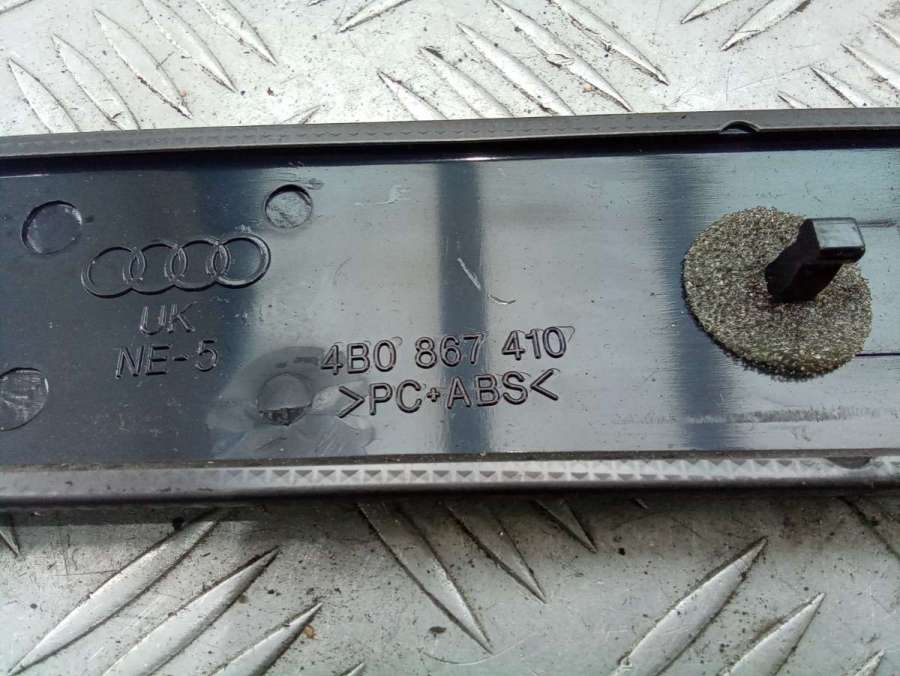 UK
NE-5
4B0 867 410
>PC+ABS<